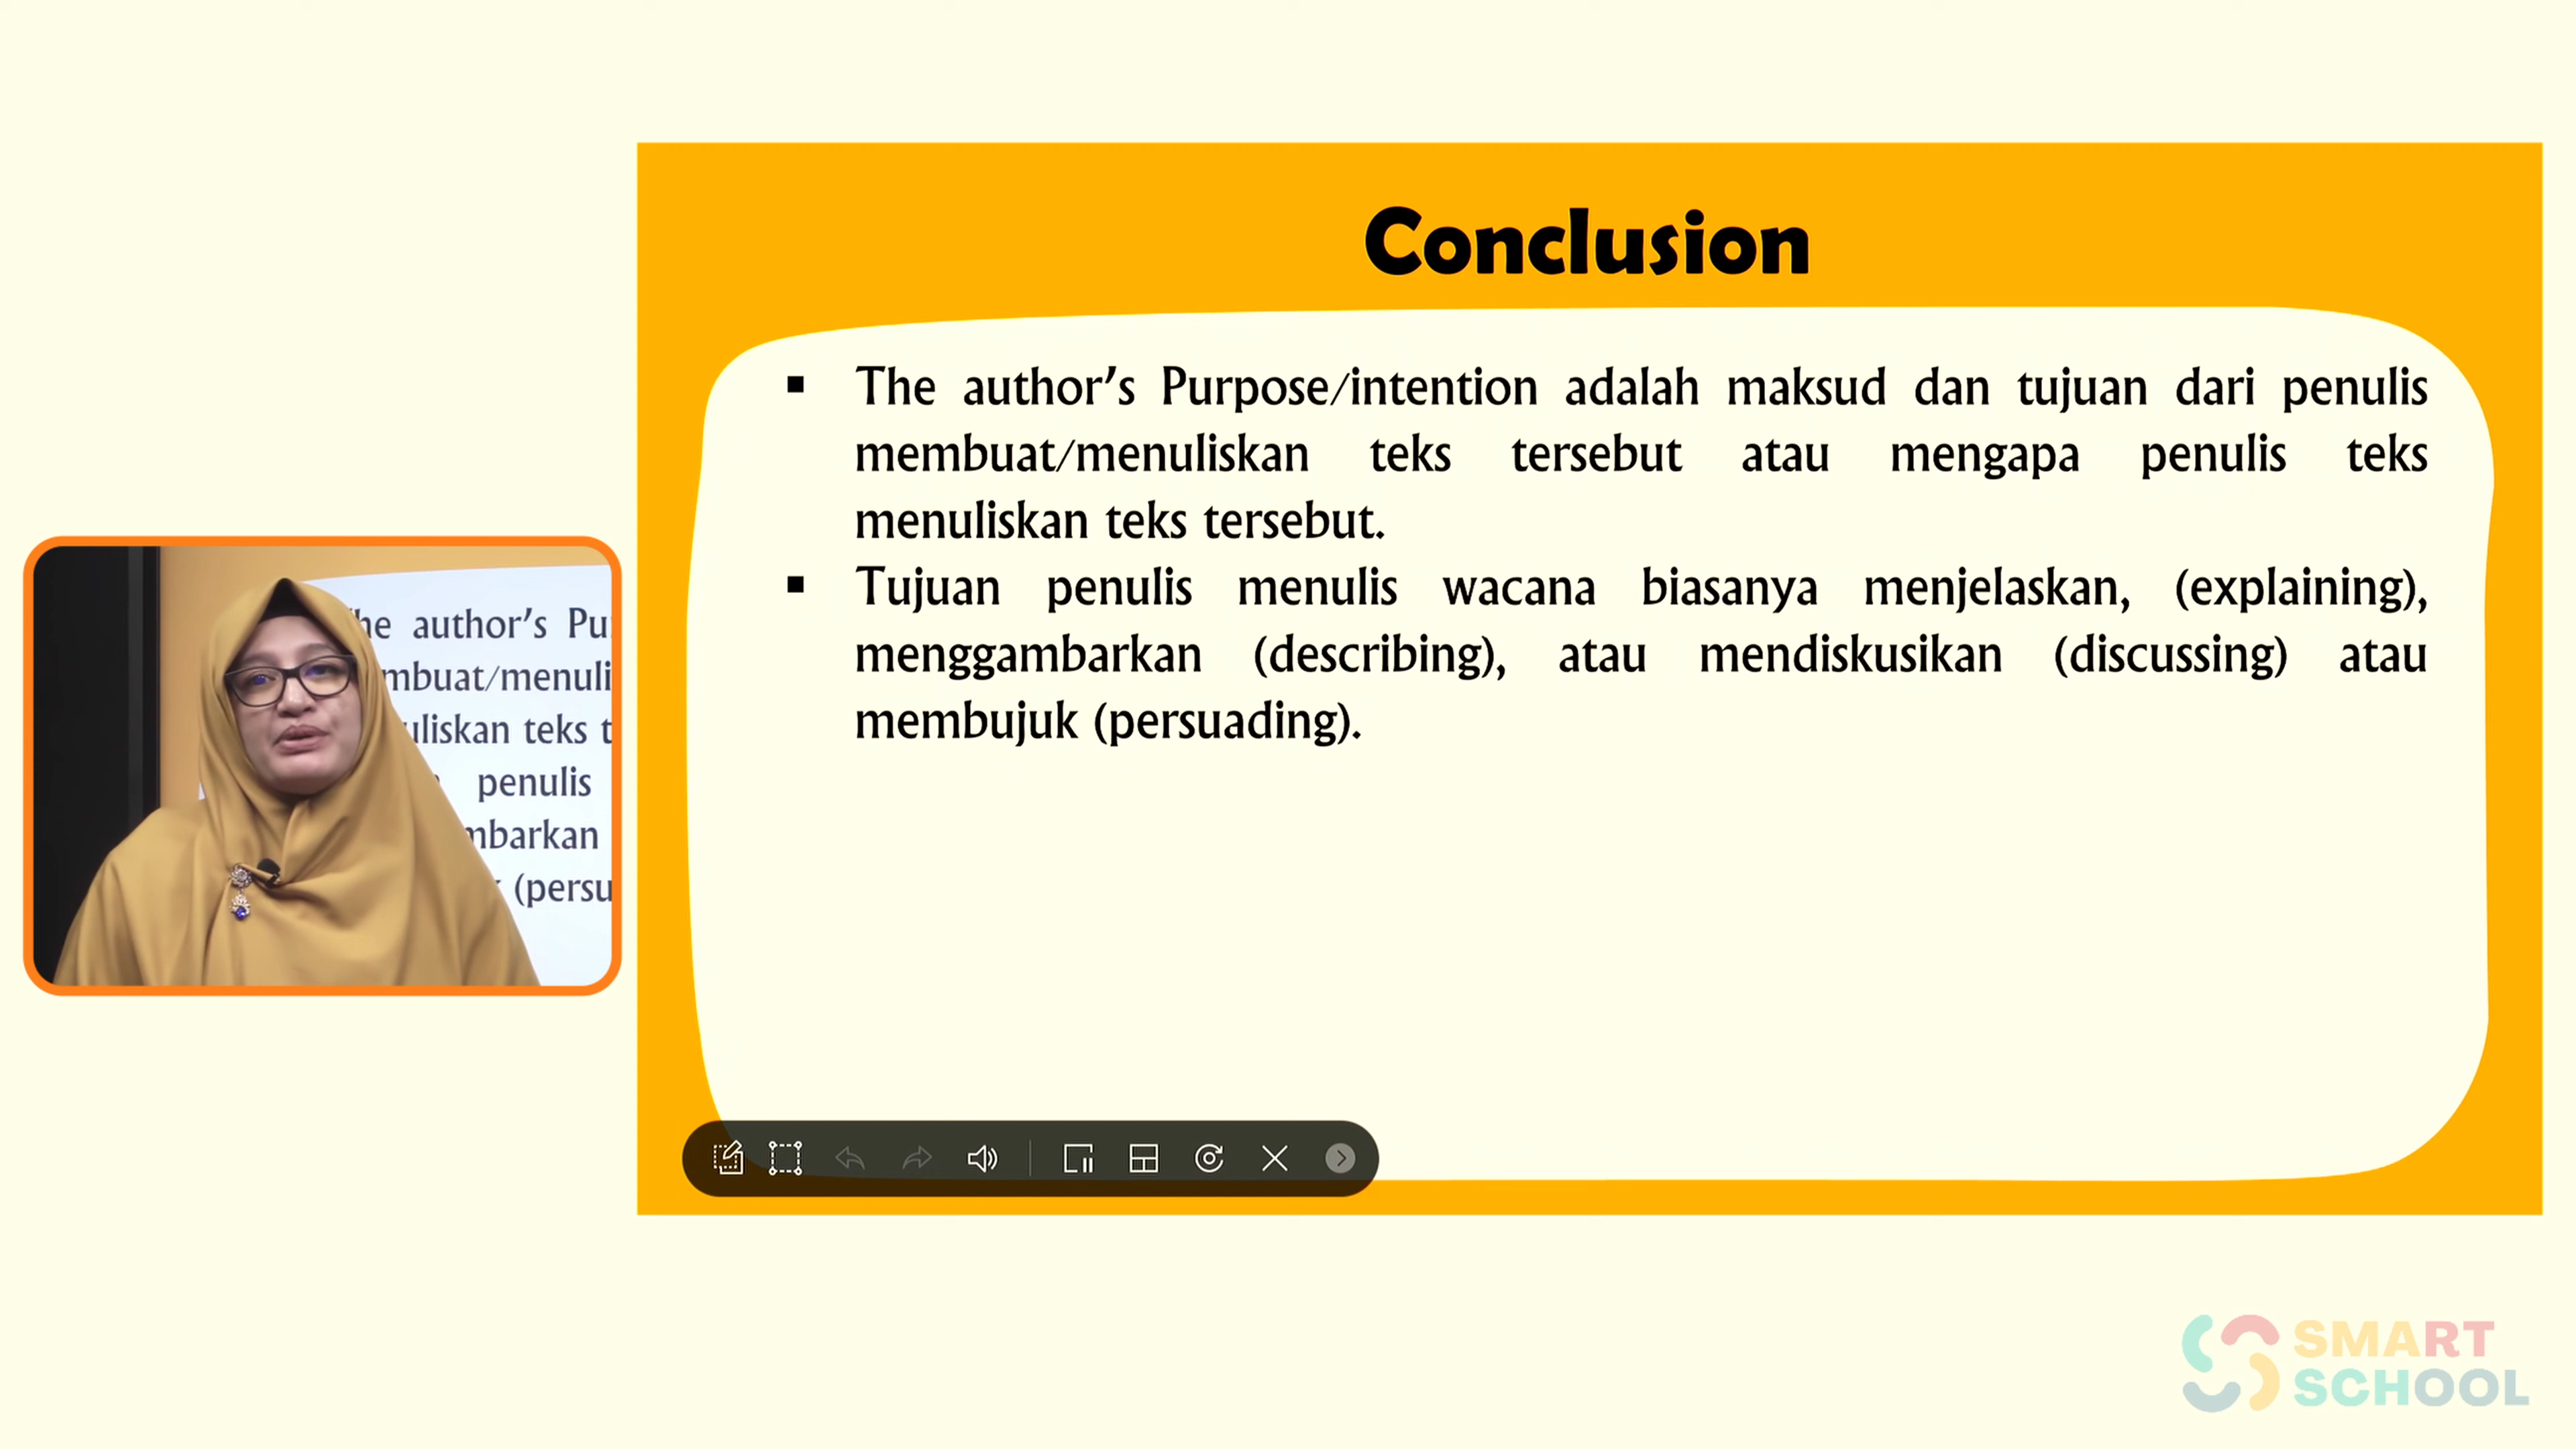 Conclusion
▪ The author's Purpose/intention adalah maksud dan tujuan dari penulis
membuat/menuliskan teks tersebut atau mengapa penulis teks
menuliskan teks tersebut.
▪ Tujuan penulis menulis wacana biasanya menjelaskan, (explaining),
menggambarkan (describing), atau mendiskusikan (discussing) atau
membujuk (persuading).
he author's Pu
mbuat/menuli
uliskan teks t
penulis
mbarkan
(persu
SMART
SCHOOL